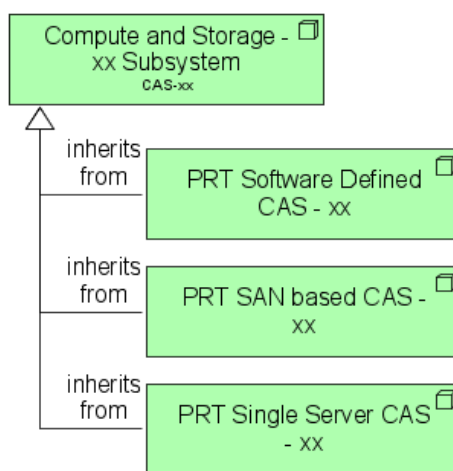 Compute and Storage -
xx Subsystem
CAS-xx
inherits
from
PRT Software Defined
CAS - xx
inherits
from
PRT SAN based CAS -
xx
inherits
from
PRT Single Server CAS
- xx